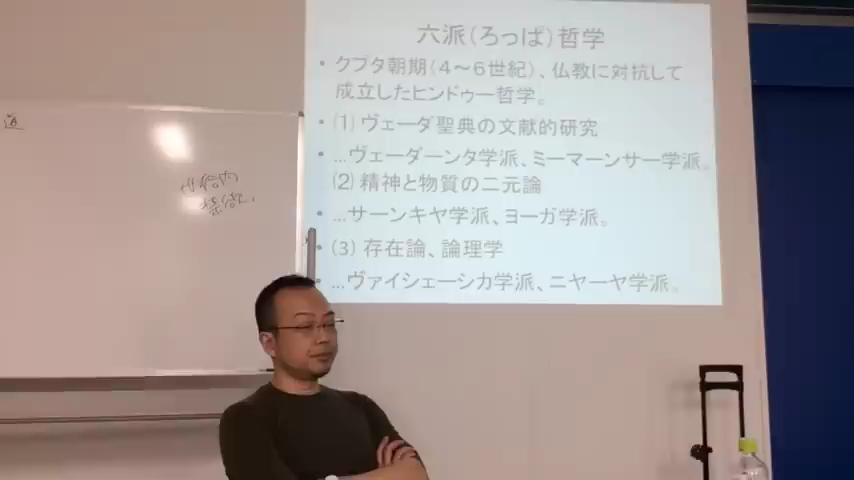 六派(ろっぱ)哲学
• クプタ朝期(4～6世紀)、仏教に対抗して
成立したヒンドゥー哲学。
• (1) ヴェーダ聖典の文献的研究
• …ヴェーダーンタ学派、ミーマーンサー学派。
(2) 精神と物質の二元論
• …サーンキヤ学派、ヨーガ学派。
• (3) 存在論、論理学
• …ヴァイシェーシカ学派、ニヤーヤ学派。
道